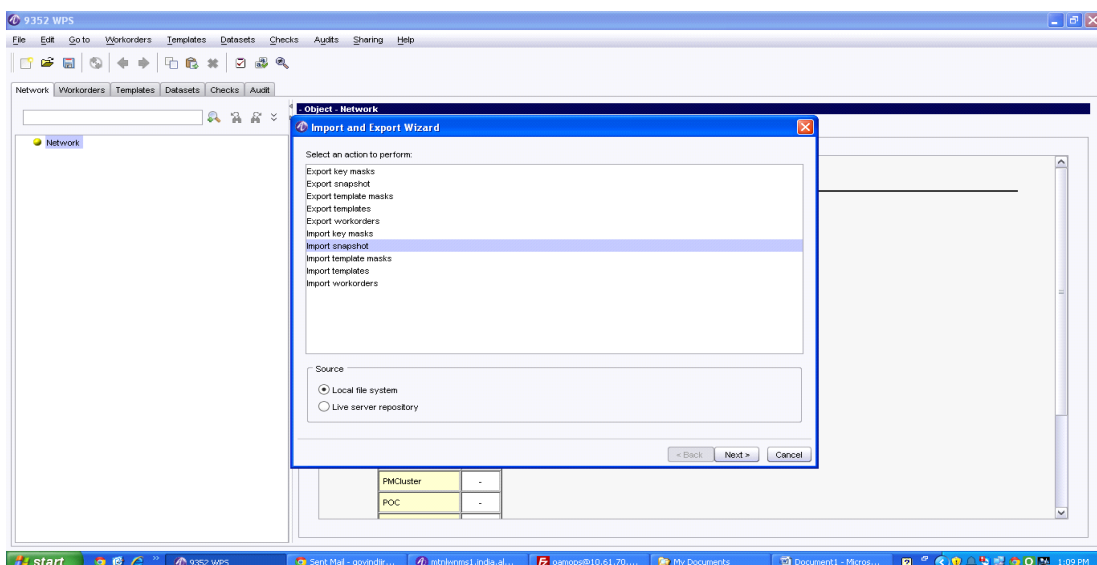 9352 WPS
File Edit Go to Workorders Templates Datasets Checks Audits Sharing Help
Network Workorders Templates Datasets Checks Audit
- Object - Network
Network
Import and Export Wizard
Select an action to perform:
Export key masks
Export snapshot
Export template masks
Export templates
Export workorders
Import key masks
Import snapshot
Import template masks
Import templates
Import workorders
Source
Local file system
Live server repository
< Back Next > Cancel
PMCluster -
POC -
start 9352 WPS Sent Mail - govindir... mtnlwnms1.india.al... oamops@10.61.70.... My Documents Document1 - Micros... 1:09 PM